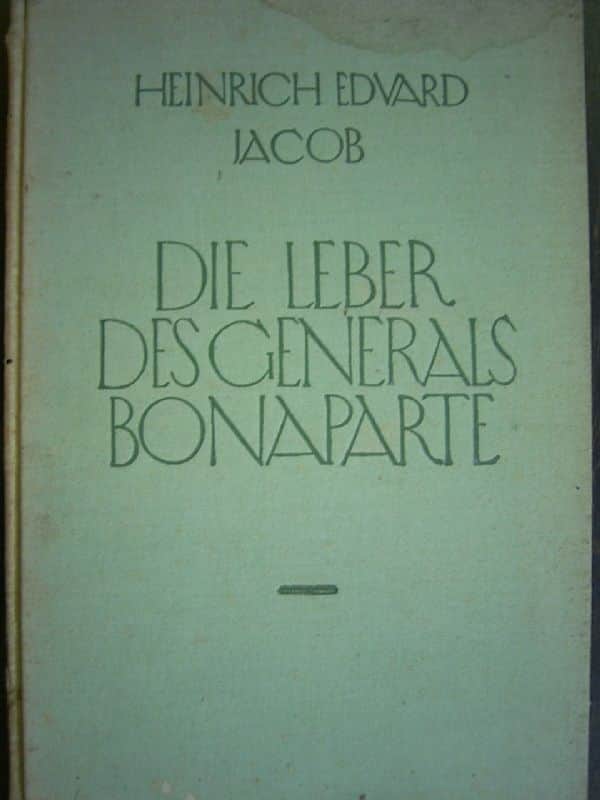 HEINRICH EDVARD
JACOB
DIE LEBER
DES GENERALS
BONAPARTE